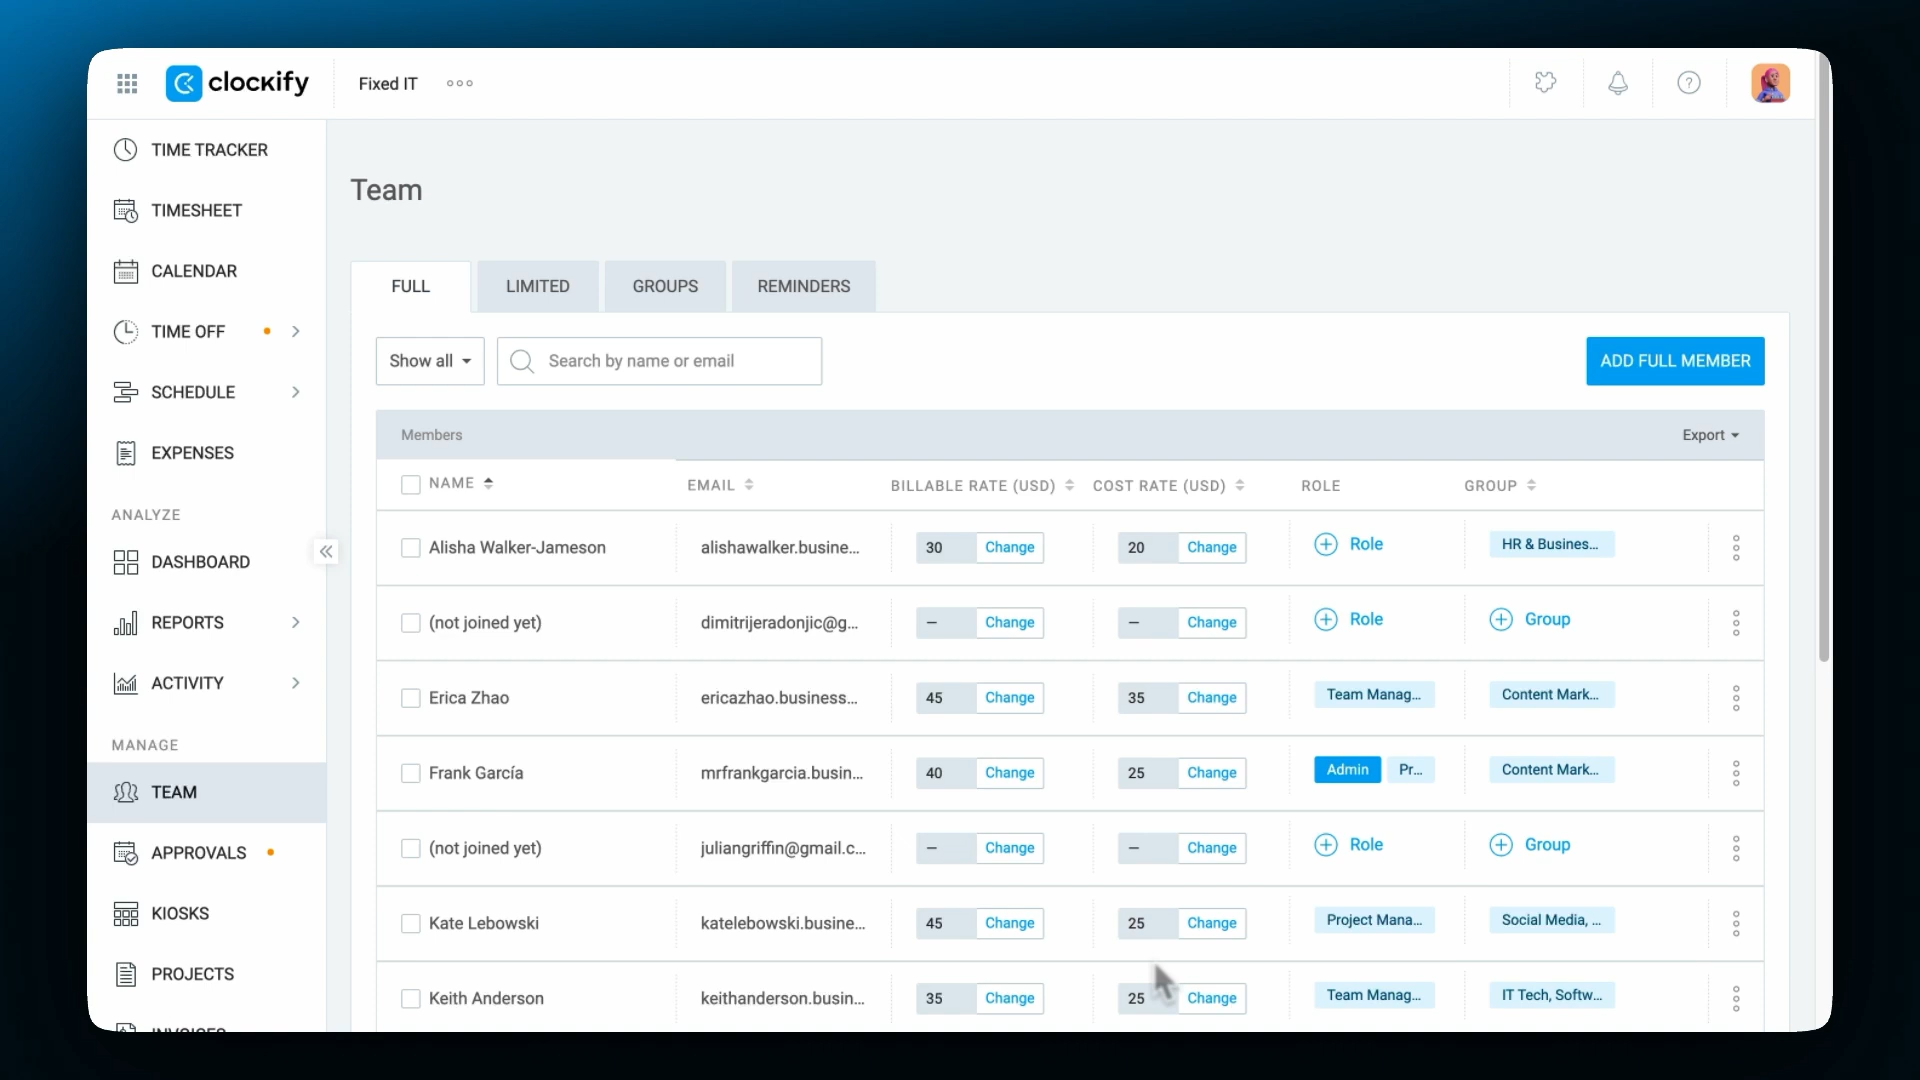 clockify
Fixed IT
TIME TRACKER
TIMESHEET
CALENDAR
TIME OFF
SCHEDULE
EXPENSES
ANALYZE
DASHBOARD
REPORTS
ACTIVITY
MANAGE
TEAM
APPROVALS
KIOSKS
PROJECTS
INVOICES
Team
FULL LIMITED GROUPS REMINDERS
Show all Search by name or email ADD FULL MEMBER
Members Export
NAME EMAIL BILLABLE RATE (USD) COST RATE (USD) ROLE GROUP
Alisha Walker-Jameson alishawalker.busine... 30 Change 20 Change Role HR & Busines...
(not joined yet) dimitrijeradonjic@g... – Change – Change Role Group
Erica Zhao ericazhao.business... 45 Change 35 Change Team Manag... Content Mark...
Frank García mrfrankgarcia.busin... 40 Change 25 Change Admin Pr... Content Mark...
(not joined yet) juliangriffin@gmail.c... – Change – Change Role Group
Kate Lebowski katelebowski.busine... 45 Change 25 Change Project Mana... Social Media, ...
Keith Anderson keithanderson.busin... 35 Change 25 Change Team Manag... IT Tech, Softw...